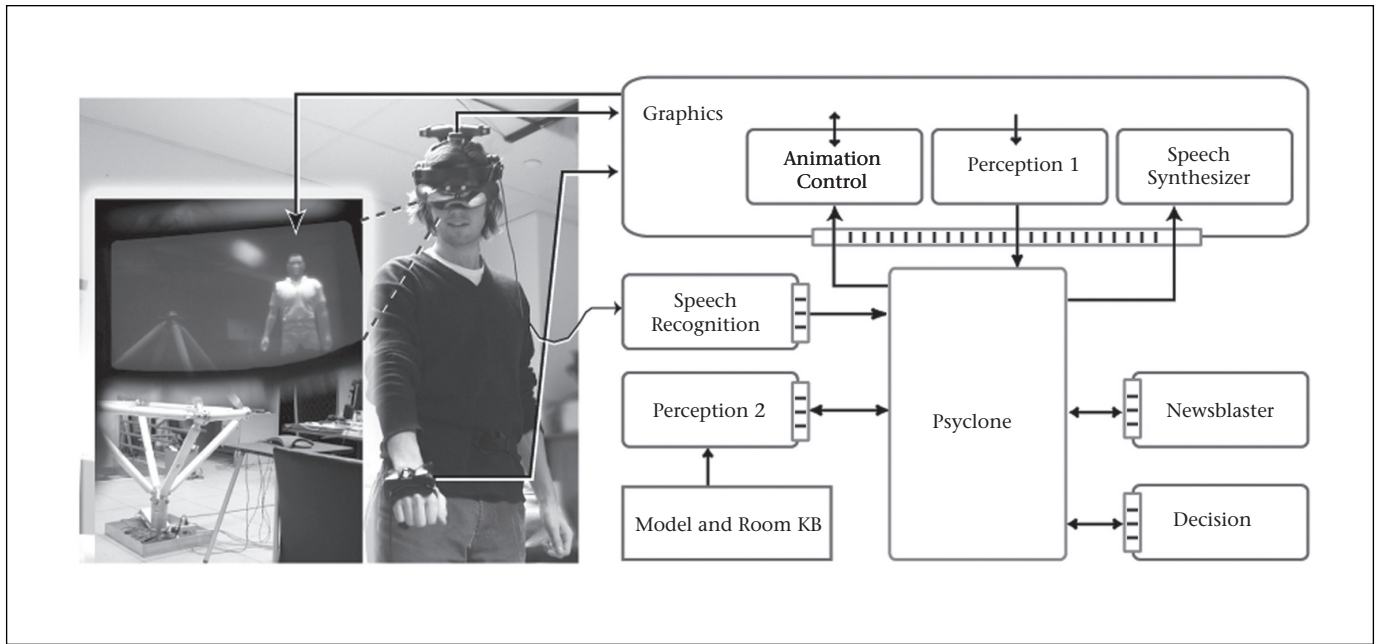 Graphics
Animation
Control
Perception 1
Speech
Synthesizer
Speech
Recognition
Perception 2
Psyclone
Newsblaster
Model and Room KB
Decision